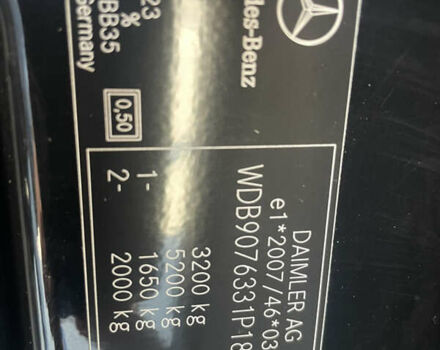 DAIMLER AG
e1*2007/46*03
WDB9076331P18
3200 kg
5200 kg
1- 1650 kg
2- 2000 kg
des-Benz
23
BB35
Germany
0,50